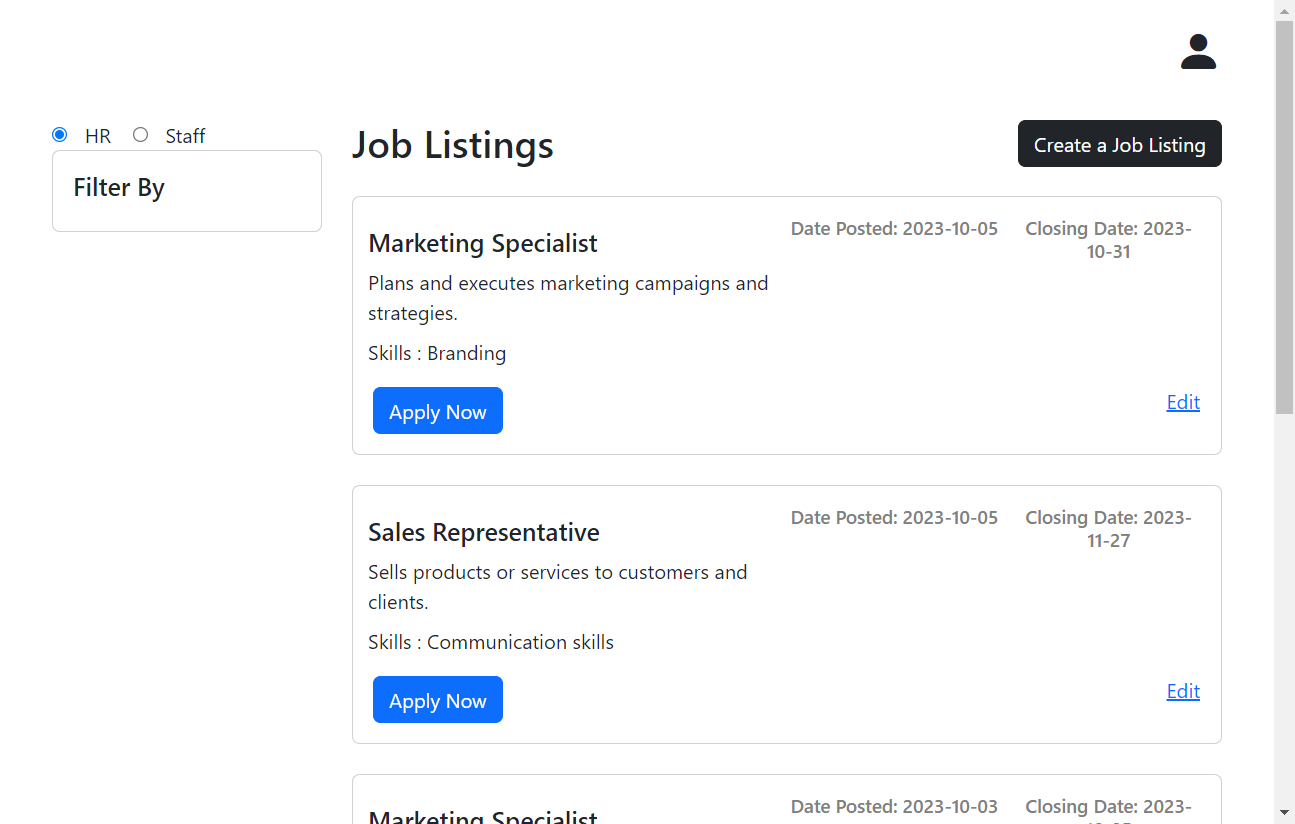 HR Staff
Filter By
Job Listings
Create a Job Listing
Marketing Specialist
Date Posted: 2023-10-05
Closing Date: 2023-
10-31
Plans and executes marketing campaigns and
strategies.
Skills : Branding
Apply Now
Edit
Sales Representative
Date Posted: 2023-10-05
Closing Date: 2023-
11-27
Sells products or services to customers and
clients.
Skills : Communication skills
Apply Now
Edit
Marketing Specialist
Date Posted: 2023-10-03
Closing Date: 2023-